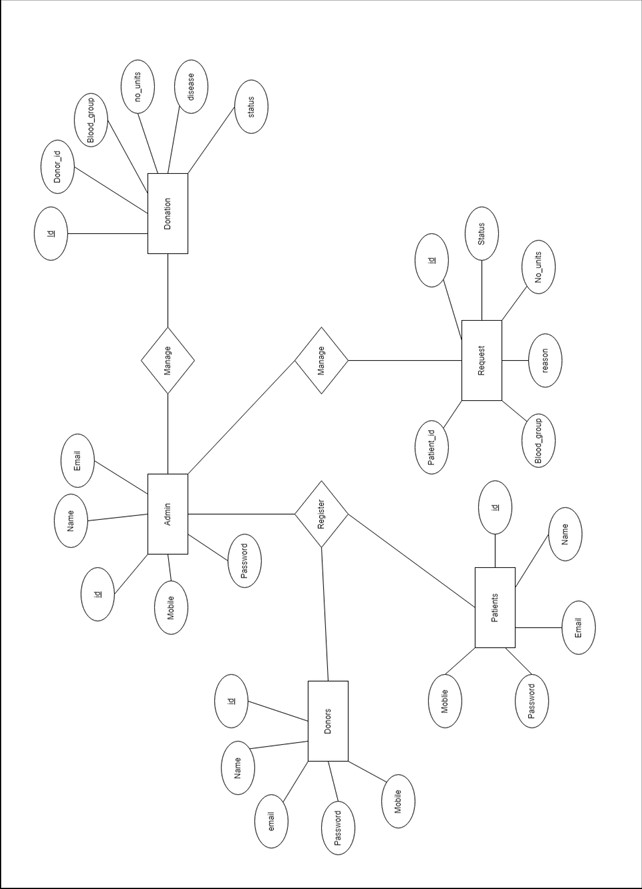 Id
Donor_id
Name
Email
id
Blood_group
no_units
Admin
Manage
Donation
Mobile
disease
id
Name
Password
status
email
Register
Manage
Donors
Password
Mobile
Patient_id
id
Moblie
Request
Status
Patients
id
Password
Blood_group
reason
No_units
Name
Email